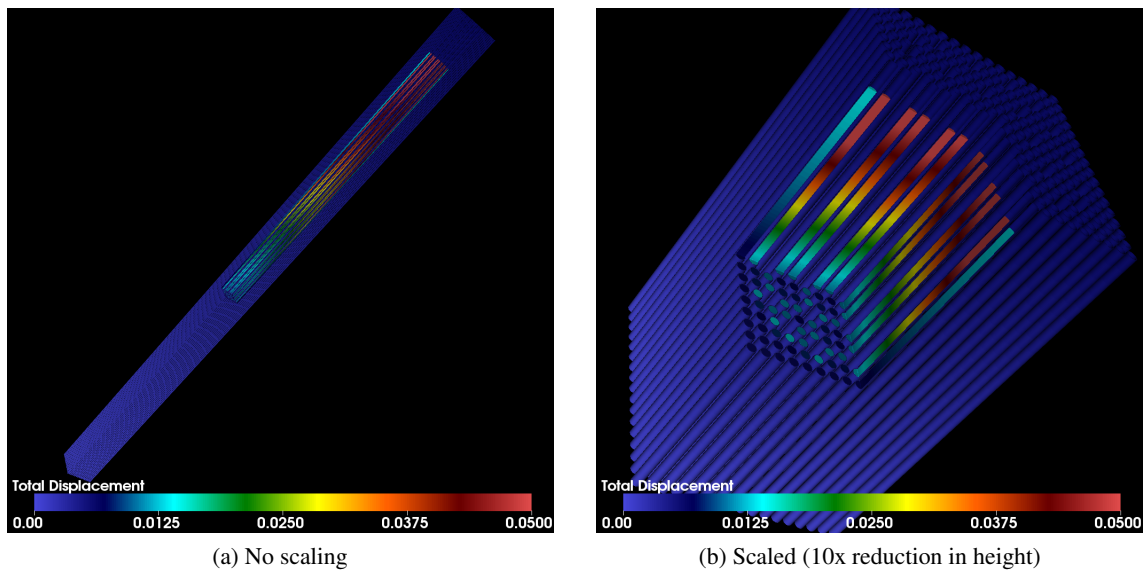 Total Displacement
0.00 0.0125 0.0250 0.0375 0.0500
(a) No scaling
Total Displacement
0.00 0.0125 0.0250 0.0375 0.0500
(b) Scaled (10x reduction in height)